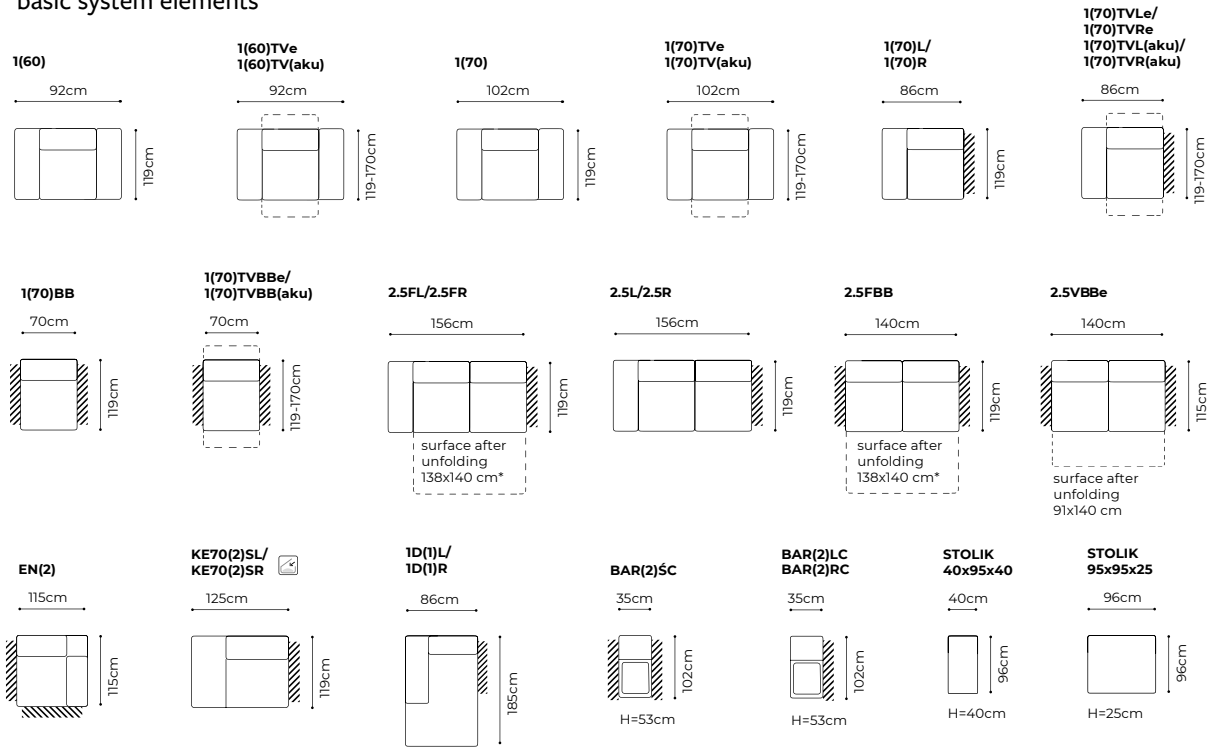 basic system elements
1(60)
92cm
119cm
1(60)TVe
1(60)TV(aku)
92cm
119-170cm
1(70)
102cm
119cm
1(70)TVe
1(70)TV(aku)
102cm
119-170cm
1(70)L/
1(70)R
86cm
119cm
1(70)TVLe/
1(70)TVRe
1(70)TVL(aku)/
1(70)TVR(aku)
86cm
119-170cm
1(70)BB
70cm
119cm
1(70)TVBBe/
1(70)TVBB(aku)
70cm
119-170cm
2.5FL/2.5FR
156cm
119cm
surface after
unfolding
138x140 cm*
2.5L/2.5R
156cm
119cm
2.5FBB
140cm
119cm
surface after
unfolding
138x140 cm*
2.5VBBe
140cm
115cm
surface after
unfolding
91x140 cm
EN(2)
115cm
115cm
KE70(2)SL/
KE70(2)SR
125cm
119cm
1D(1)L/
1D(1)R
86cm
185cm
BAR(2)ŚC
35cm
102cm
H=53cm
BAR(2)LC
BAR(2)RC
35cm
102cm
H=53cm
STOLIK
40x95x40
40cm
96cm
H=40cm
STOLIK
95x95x25
96cm
96cm
H=25cm